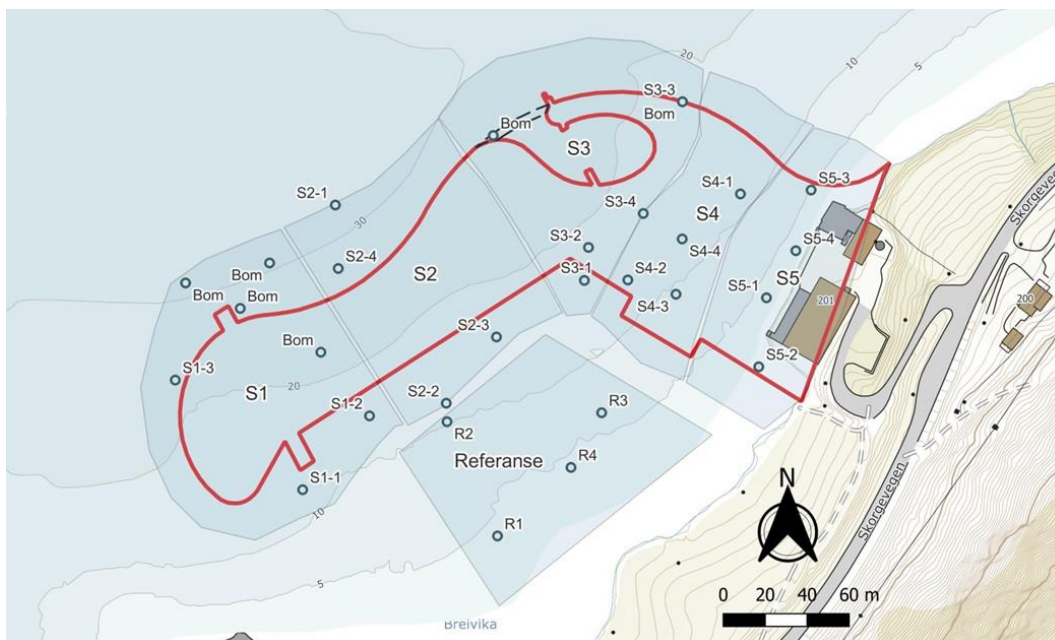 20
10
5
S3-3
Bom
Bom
S3
S4-1
S5-3
S2-1
30
S3-4
S4
S3-2
S4-4
S5-4
Skorgevegen
Bom
S2-4
S2
S3-1
S4-2
S5
Bom
Bom
S4-3
S5-1
201
200
S2-3
Bom
S5-2
S1-3
S1
20
S1-2
S2-2
R3
R2
Referanse
R4
N
S1-1
10
R1
Skorgevegen
5
0 20 40 60 m
Breivika